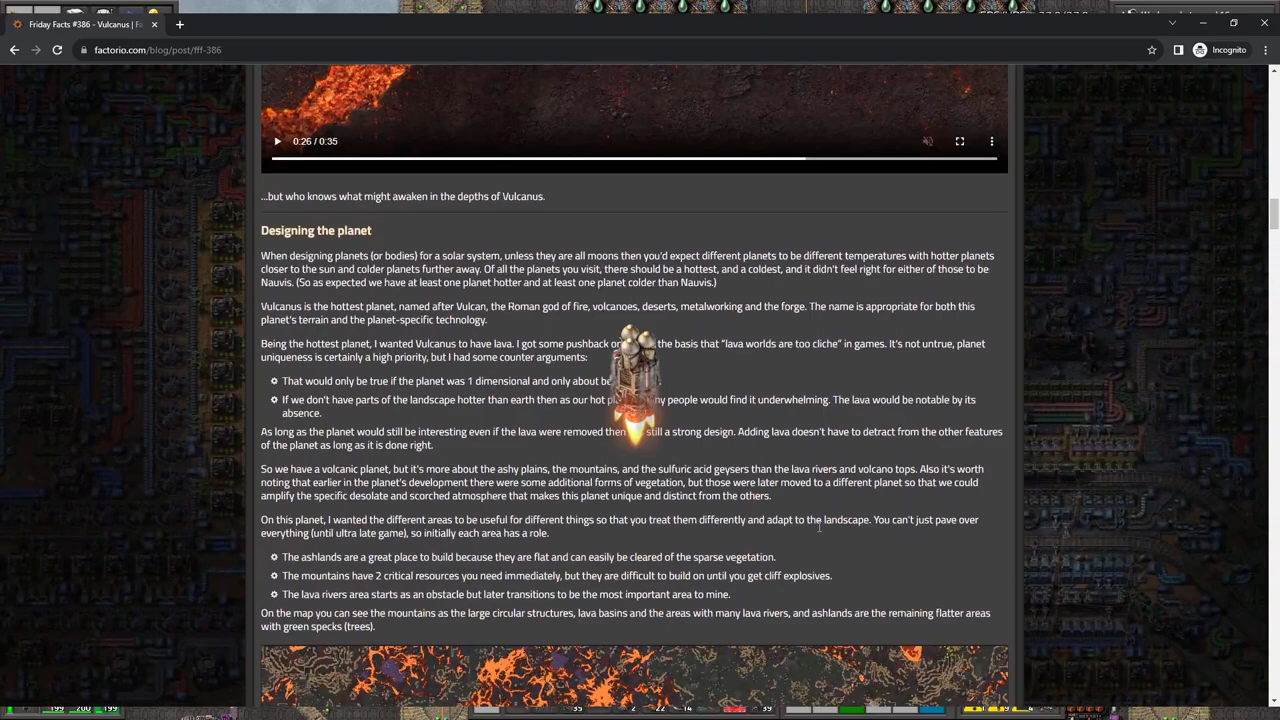 Friday Facts #386 - Vulcanus | Fa
factorio.com/blog/post/fff-386
Incognito
0:26 / 0:35
...but who knows what might awaken in the depths of Vulcanus.
Designing the planet
When designing planets (or bodies) for a solar system, unless they are all moons then you'd expect different planets to be different temperatures with hotter planets
closer to the sun and colder planets further away. Of all the planets you visit, there should be a hottest, and a coldest, and it didn't feel right for either of those to be
Nauvis. (So as expected we have at least one planet hotter and at least one planet colder than Nauvis.)
Vulcanus is the hottest planet, named after Vulcan, the Roman god of fire, volcanoes, deserts, metalworking and the forge. The name is appropriate for both this
planet's terrain and the planet-specific technology.
Being the hottest planet, I wanted Vulcanus to have lava. I got some pushback on the basis that “lava worlds are too cliche” in games. It's not untrue, planet
uniqueness is certainly a high priority, but I had some counter arguments:
That would only be true if the planet was 1 dimensional and only about be
If we don't have parts of the landscape hotter than earth then as our hot people would find it underwhelming. The lava would be notable by its
absence.
As long as the planet would still be interesting even if the lava were removed then still a strong design. Adding lava doesn't have to detract from the other features
of the planet as long as it is done right.
So we have a volcanic planet, but it's more about the ashy plains, the mountains, and the sulfuric acid geysers than the lava rivers and volcano tops. Also it's worth
noting that earlier in the planet's development there were some additional forms of vegetation, but those were later moved to a different planet so that we could
amplify the specific desolate and scorched atmosphere that makes this planet unique and distinct from the others.
On this planet, I wanted the different areas to be useful for different things so that you treat them differently and adapt to the landscape. You can't just pave over
everything (until ultra late game), so initially each area has a role.
The ashlands are a great place to build because they are flat and can easily be cleared of the sparse vegetation.
The mountains have 2 critical resources you need immediately, but they are difficult to build on until you get cliff explosives.
The lava rivers area starts as an obstacle but later transitions to be the most important area to mine.
On the map you can see the mountains as the large circular structures, lava basins and the areas with many lava rivers, and ashlands are the remaining flatter areas
with green specks (trees).
199 200 199